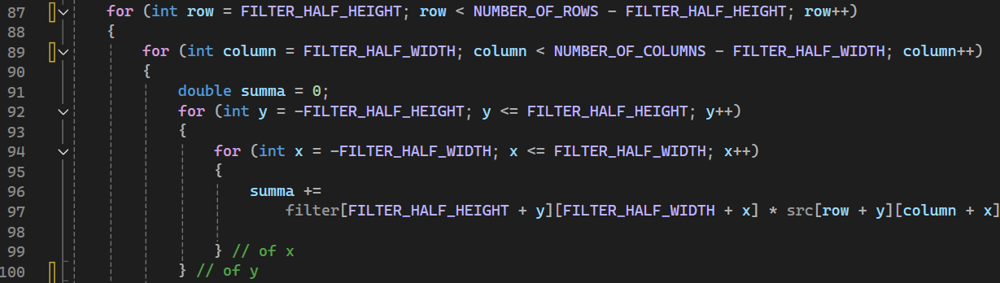 87 for (int row = FILTER_HALF_HEIGHT; row < NUMBER_OF_ROWS - FILTER_HALF_HEIGHT; row++)
88 {
89 for (int column = FILTER_HALF_WIDTH; column < NUMBER_OF_COLUMNS - FILTER_HALF_WIDTH; column++)
90 {
91 double summa = 0;
92 for (int y = -FILTER_HALF_HEIGHT; y <= FILTER_HALF_HEIGHT; y++)
93 {
94 for (int x = -FILTER_HALF_WIDTH; x <= FILTER_HALF_WIDTH; x++)
95 {
96 summa +=
97 filter[FILTER_HALF_HEIGHT + y][FILTER_HALF_WIDTH + x] * src[row + y][column + x]
98
99 } // of x
100 } // of y